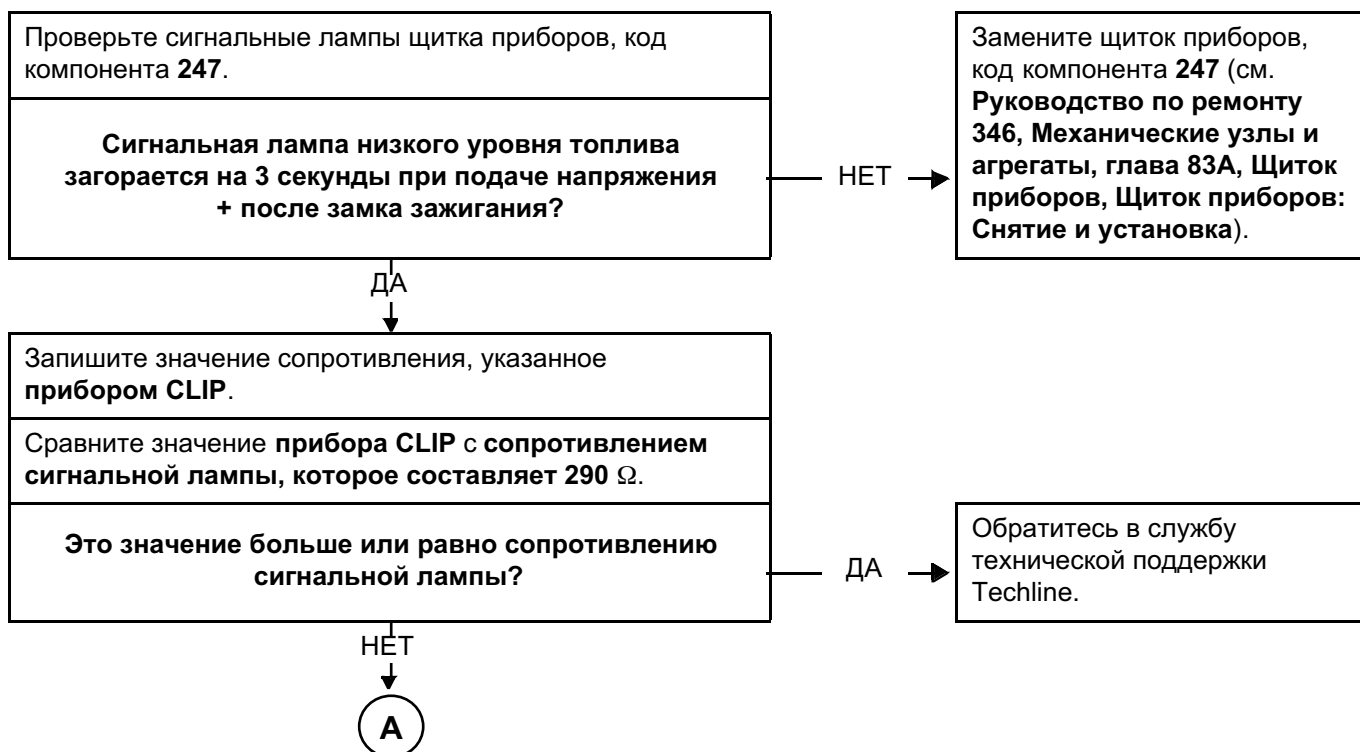 Проверьте сигнальные лампы щитка приборов, код
компонента 247.
Сигнальная лампа низкого уровня топлива
загорается на 3 секунды при подаче напряжения
+ после замка зажигания?
НЕТ
Замените щиток приборов,
код компонента 247 (см.
Руководство по ремонту
346, Механические узлы и
агрегаты, глава 83А, Щиток
приборов, Щиток приборов:
Снятие и установка).
ДА
Запишите значение сопротивления, указанное
прибором CLIP.
Сравните значение прибора CLIP с сопротивлением
сигнальной лампы, которое составляет 290 Ω.
Это значение больше или равно сопротивлению
сигнальной лампы?
ДА
Обратитесь в службу
технической поддержки
Techline.
НЕТ
А